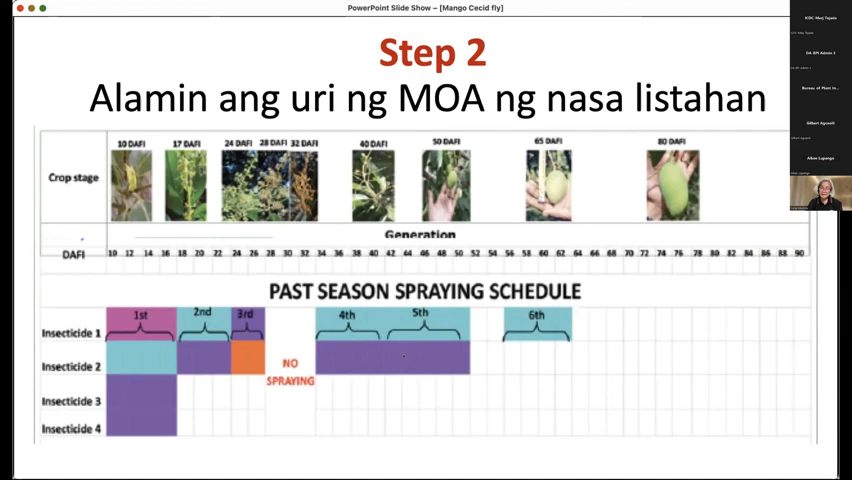 PowerPoint Slide Show – [Mango Cecid fly]
Step 2
Alamin ang uri ng MOA ng nasa listahan
10 DAFI 17 DAFI 24 DAFI 28 DAFI 32 DAFI 40 DAFI 50 DAFI 65 DAFI 80 DAFI
Crop stage
Generation
DAFI 10 12 14 16 18 20 22 24 26 28 30 32 34 36 38 40 42 44 46 48 50 52 54 56 58 60 62 64 66 68 70 72 74 76 78 80 82 84 86 88 90
PAST SEASON SPRAYING SCHEDULE
1st 2nd 3rd 4th 5th 6th
Insecticide 1
Insecticide 2
NO
SPRAYING
Insecticide 3
Insecticide 4
ICDC Marj Tejada
DA BPI Admin 2
Bureau of Plant In...
Gilbert Agcaoili
Aikee Lupango